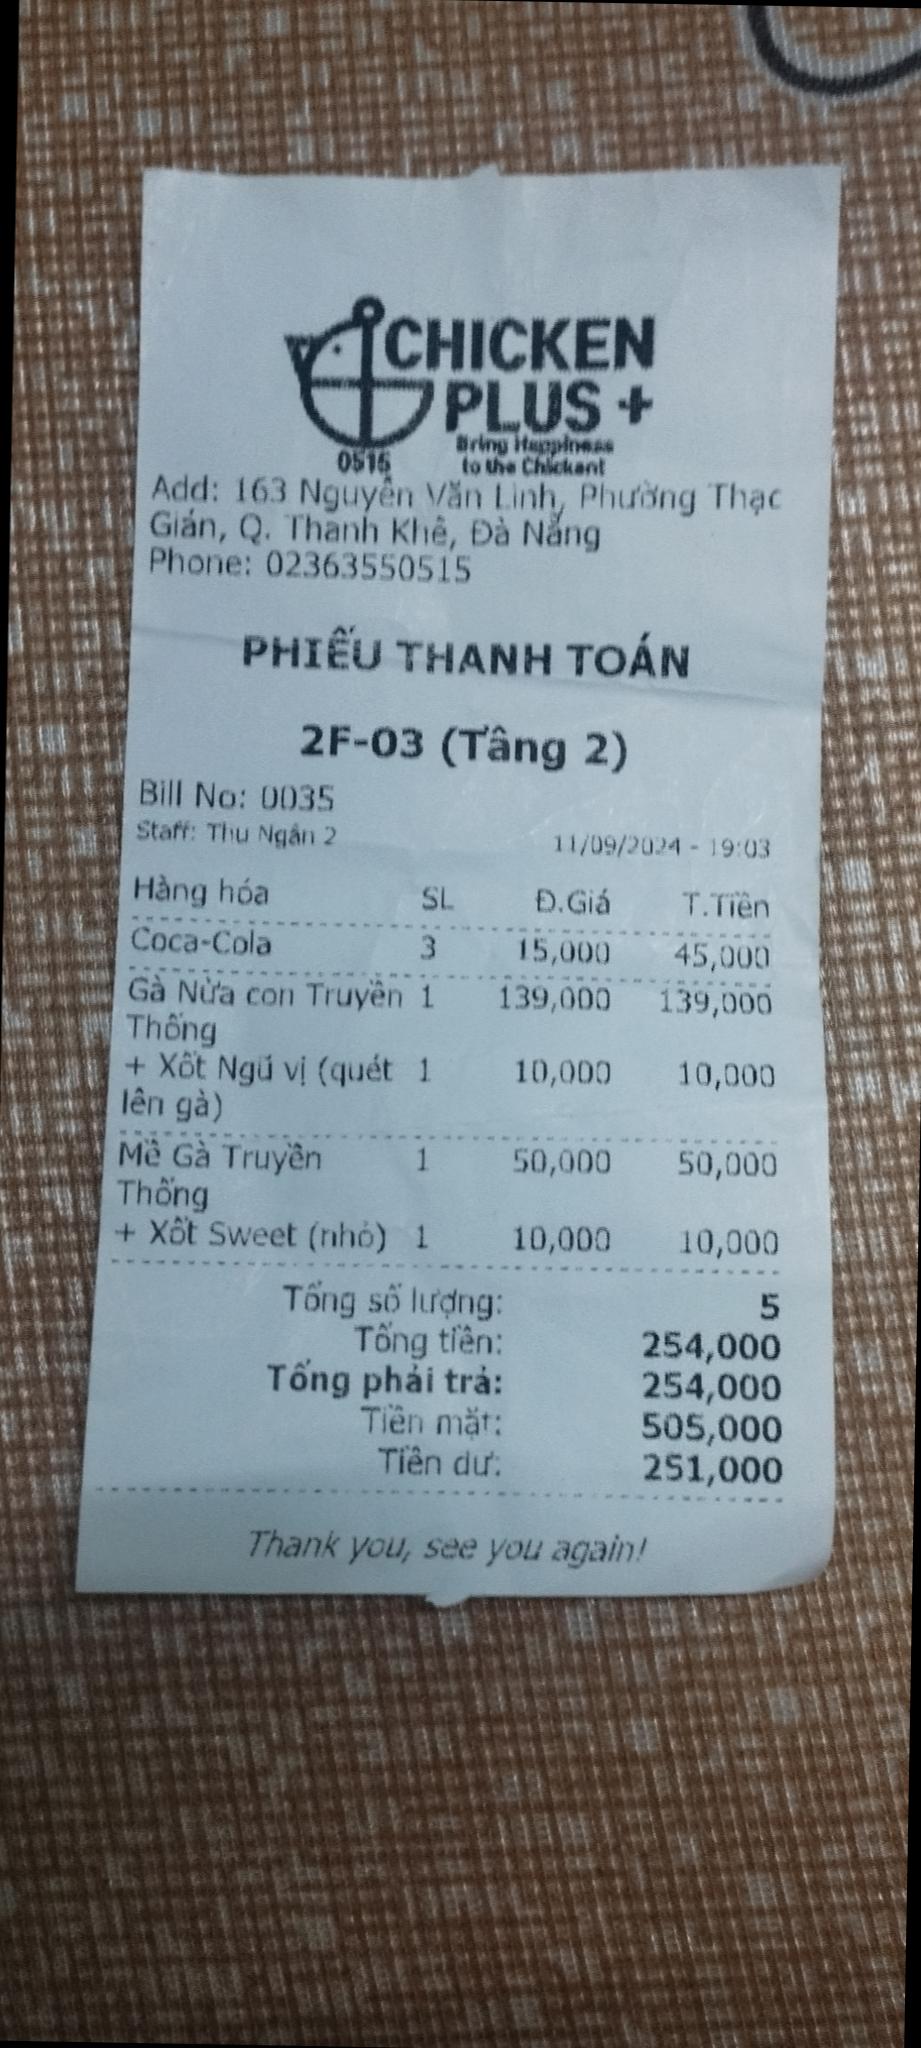 CHICKEN
PLUS +
Bring Happiness
0515 to the Chicken!
Add: 163 Nguyễn Văn Linh, Phường Thạc
Gián, Q. Thanh Khê, Đà Nẵng
Phone: 02363550515
PHIẾU THANH TOÁN
2F-03 (Tầng 2)
Bill No: 0035
Staff: Thu Ngân 2 11/09/2024 - 19:03
Hàng hóa SL Đ.Giá T.Tiền
Coca-Cola 3 15,000 45,000
Gà Nửa con Truyền 1 139,000 139,000
Thống
+ Xốt Ngũ vị (quét 1 10,000 10,000
lên gà)
Mề Gà Truyền 1 50,000 50,000
Thống
+ Xốt Sweet (nhỏ) 1 10,000 10,000
Tổng số lượng: 5
Tổng tiền: 254,000
Tổng phải trả: 254,000
Tiền mặt: 505,000
Tiền dư: 251,000
Thank you, see you again!